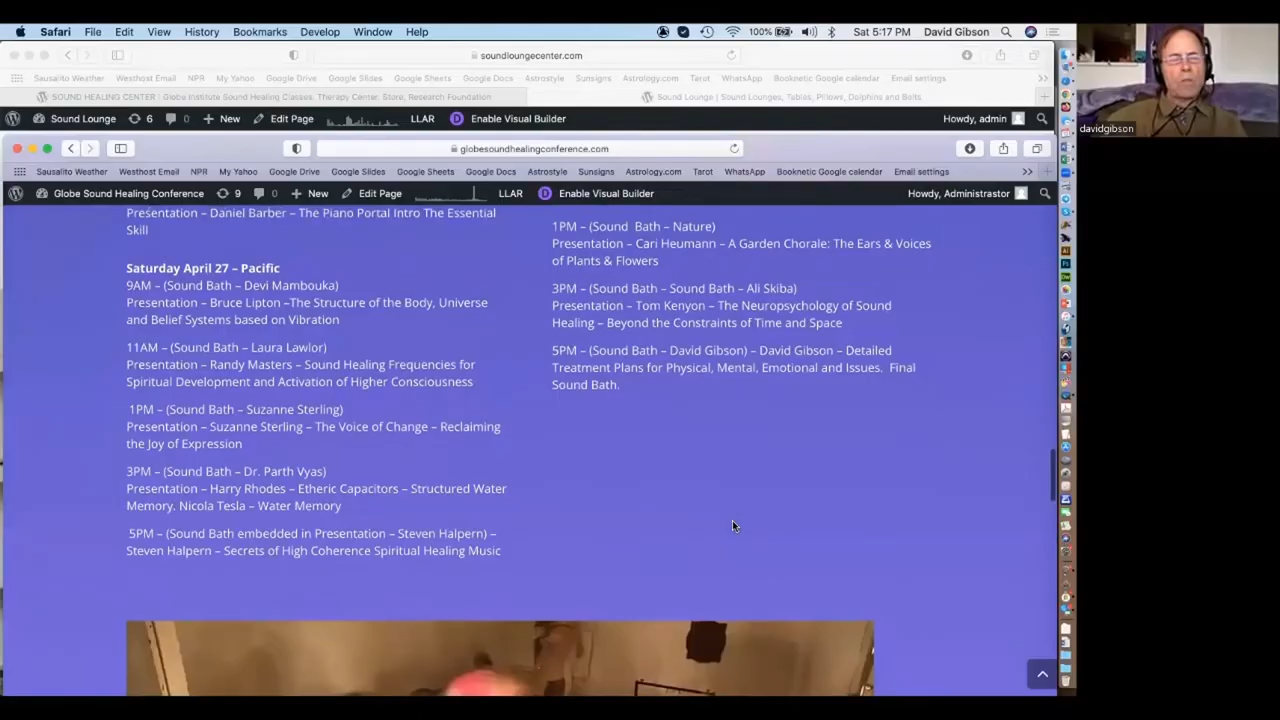 Safari File Edit View History Bookmarks Develop Window Help 100% Sat 5:17 PM David Gibson
soundloungecenter.com
Sausalito Weather Westhost Email NPR My Yahoo Google Drive Google Slides Google Sheets Google Docs Astrostyle Sunsigns Astrology.com Tarot WhatsApp Booknetic Google calendar Email settings
SOUND HEALING CENTER | Globe Institute Sound Healing Classes, Therapy Center, Store, Research Foundation
Sound Lounge | Sound Lounges, Tables, Pillows, Dolphins and Bolts
Sound Lounge 6 0 + New Edit Page LLAR Enable Visual Builder Howdy, admin
globesoundhealingconference.com
Sausalito Weather Westhost Email NPR My Yahoo Google Drive Google Slides Google Sheets Google Docs Astrostyle Sunsigns Astrology.com Tarot WhatsApp Booknetic Google calendar Email settings
Globe Sound Healing Conference 9 0 + New Edit Page LLAR Enable Visual Builder Howdy, Administrastor
Presentation – Daniel Barber – The Piano Portal Intro The Essential
Skill
Saturday April 27 – Pacific
9AM – (Sound Bath – Devi Mambouka)
Presentation – Bruce Lipton –The Structure of the Body, Universe
and Belief Systems based on Vibration
11AM – (Sound Bath – Laura Lawlor)
Presentation – Randy Masters – Sound Healing Frequencies for
Spiritual Development and Activation of Higher Consciousness
1PM – (Sound Bath – Suzanne Sterling)
Presentation – Suzanne Sterling – The Voice of Change – Reclaiming
the Joy of Expression
3PM – (Sound Bath – Dr. Parth Vyas)
Presentation – Harry Rhodes – Etheric Capacitors – Structured Water
Memory. Nicola Tesla – Water Memory
5PM – (Sound Bath embedded in Presentation – Steven Halpern) –
Steven Halpern – Secrets of High Coherence Spiritual Healing Music
1PM – (Sound Bath – Nature)
Presentation – Cari Heumann – A Garden Chorale: The Ears & Voices
of Plants & Flowers
3PM – (Sound Bath – Sound Bath – Ali Skiba)
Presentation – Tom Kenyon – The Neuropsychology of Sound
Healing – Beyond the Constraints of Time and Space
5PM – (Sound Bath – David Gibson) – David Gibson – Detailed
Treatment Plans for Physical, Mental, Emotional and Issues. Final
Sound Bath.
davidgibson